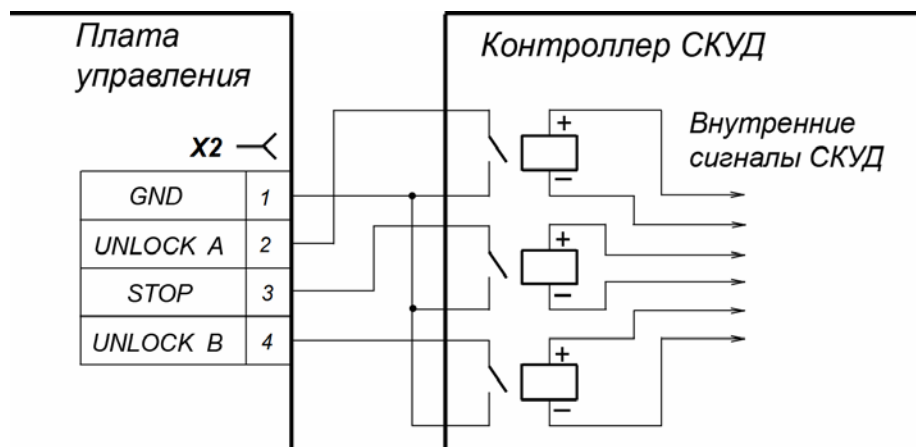 Плата
управления
Контроллер СКУД
Внутренние
сигналы СКУД
X2
GND 1
UNLOCK A 2
STOP 3
UNLOCK B 4
+
−
+
−
+
−